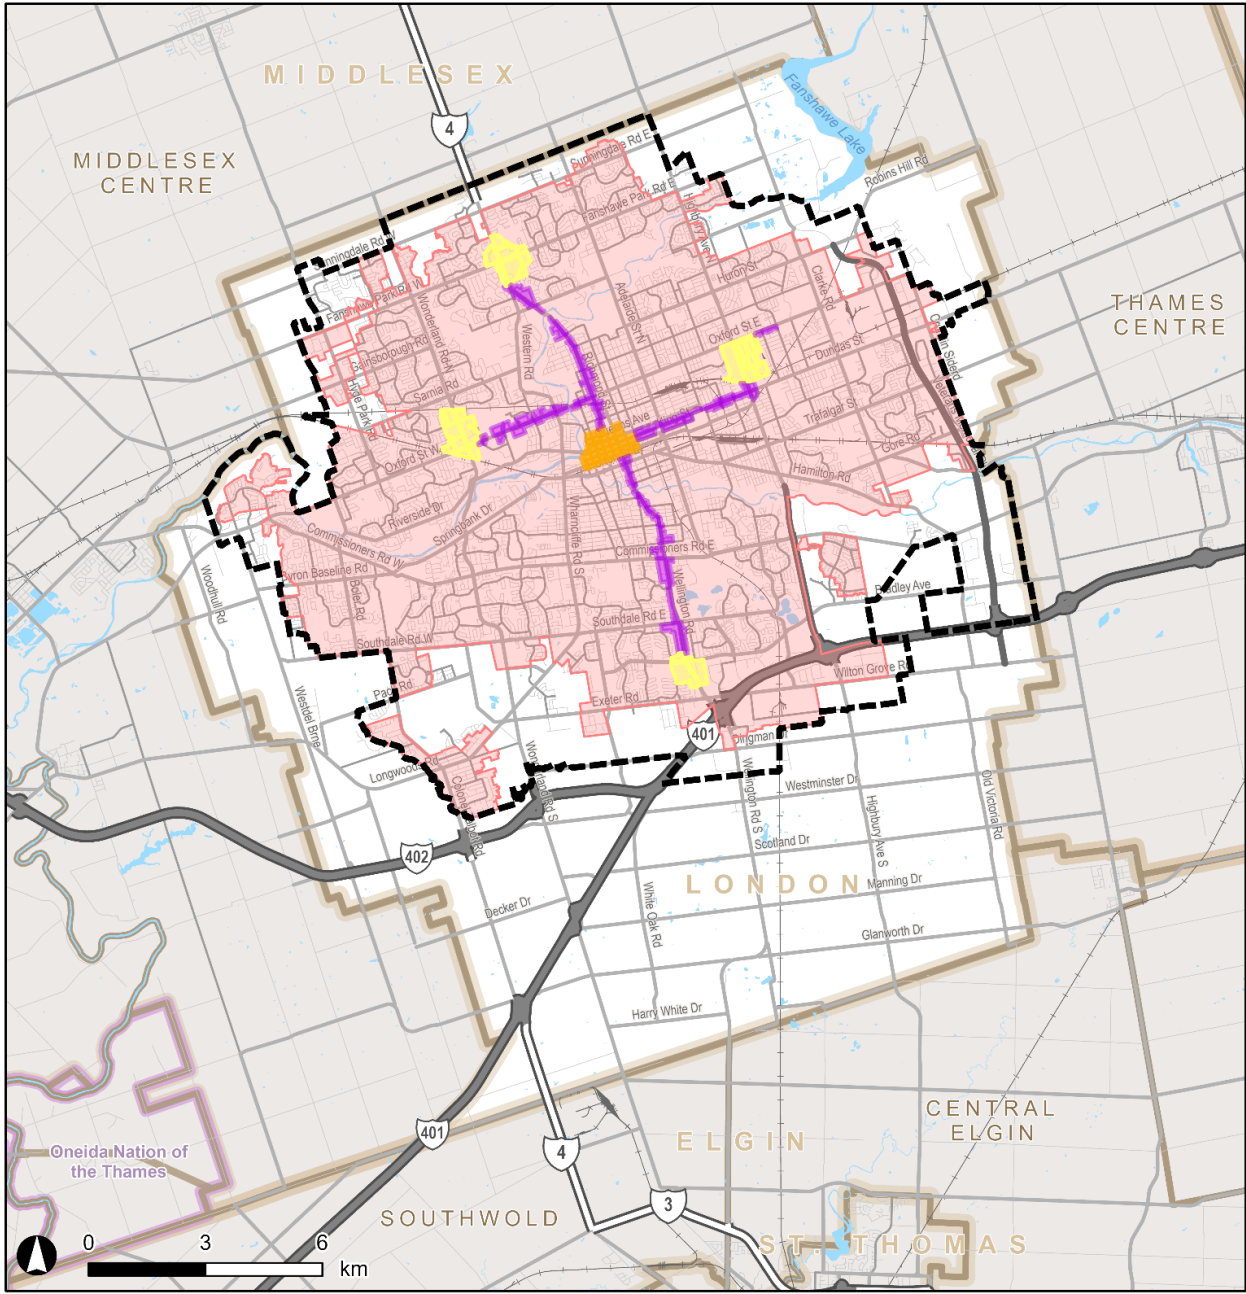 MIDDLESEX
4
Fanshawe Lake
MIDDLESEX
CENTRE
Sunningdale Rd E
Robins Hill Rd
Fanshawe Park Rd E
Highbury Ave N
Sunningdale Rd W
Huron St
Clarke Rd
Fanshawe Park Rd W
Adelaide St N
THAMES
CENTRE
Wonderland Rd N
Western Rd
Oxford St E
Dundas St
Richmond St
Sarnia Rd
Hyde Park Rd
Ave
Trafalgar St
Gore Rd
Oxford St W
Hamilton Rd
Riverside Dr
Springbank Dr
Wharncliffe Rd S
Commissioners Rd W
Commissioners Rd E
Byron Baseline Rd
Woodhull Rd
Boler Rd
Wellington Rd
Bradley Ave
Southdale Rd E
Southdale Rd W
Wilton Grove Rd
Exeter Rd
Westdel Brne
401
Dingman Dr
Longwoods Rd
Wonderland Rd S
Colonel Talbot Rd
Wellington Rd S
Westminster Dr
Highbury Ave S
Old Victoria Rd
Scotland Dr
402
LONDON
Manning Dr
Decker Dr
White Oak Rd
Glanworth Dr
Harry White Dr
CENTRAL
ELGIN
401
4
ELGIN
Oneida Nation of
the Thames
SOUTHWOLD
3
ST. THOMAS
0 3 6
km